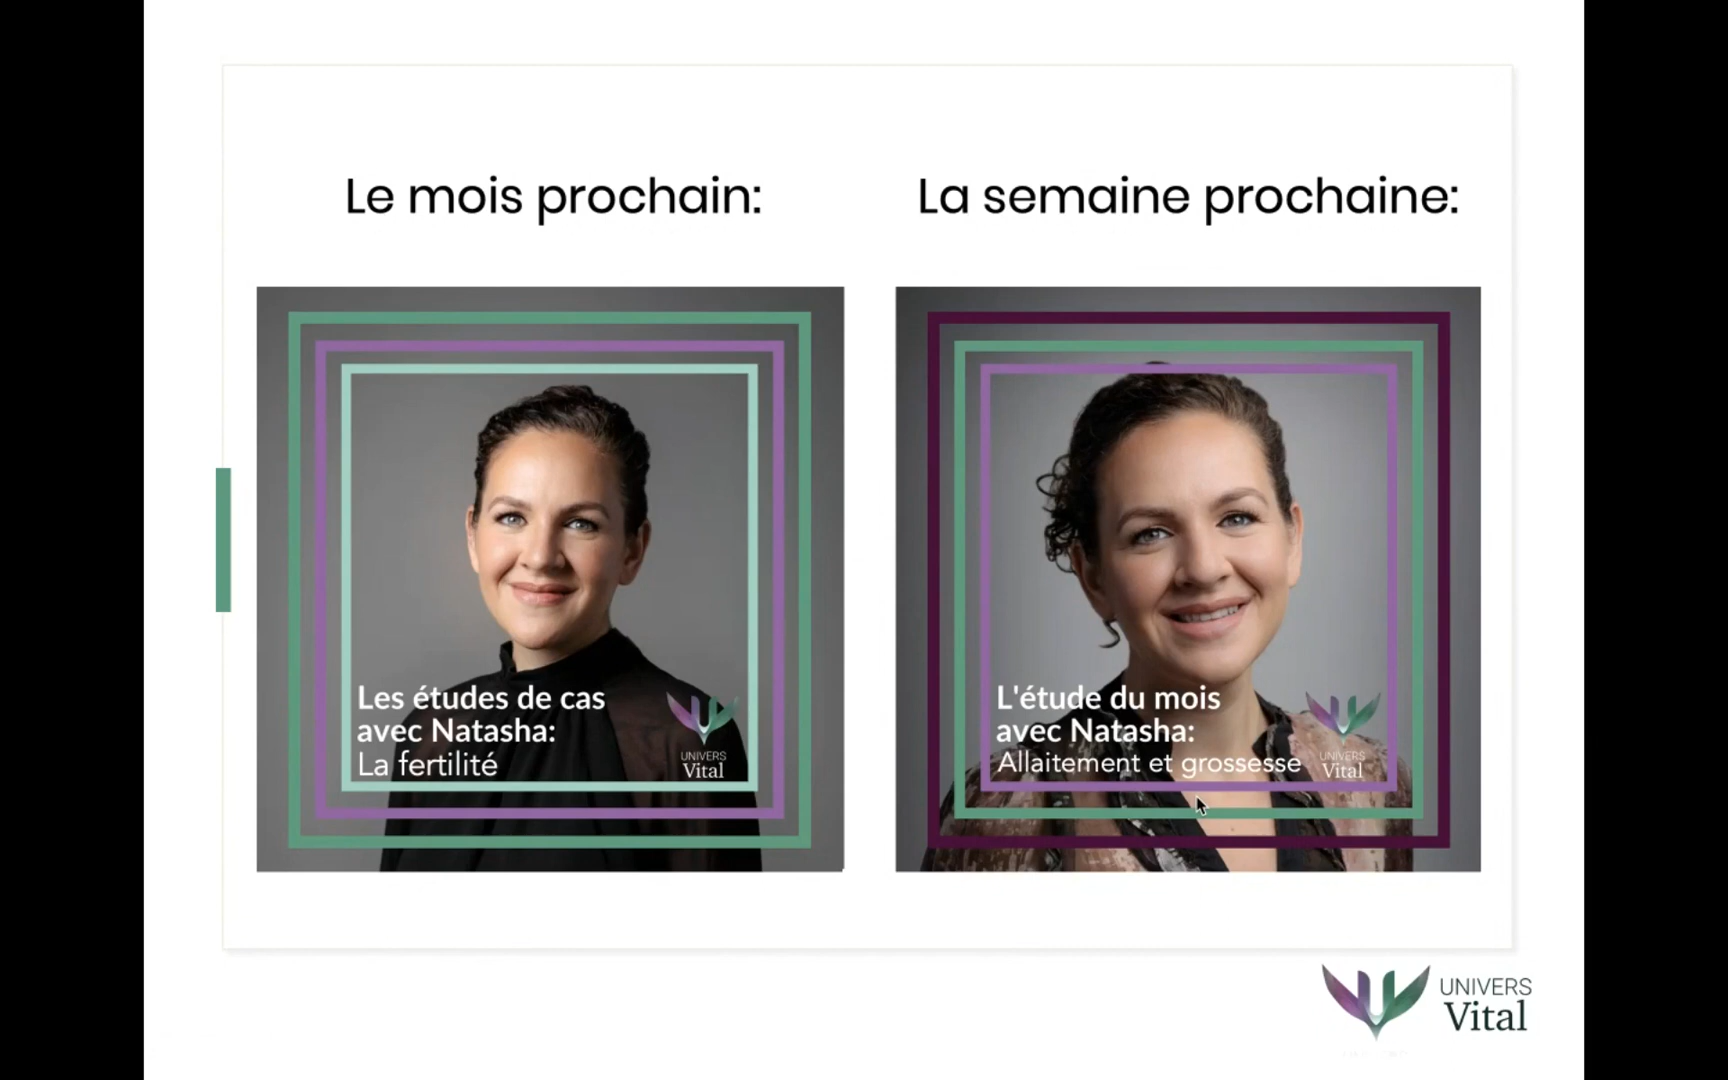 Le mois prochain:
Les études de cas
avec Natasha:
La fertilité
UNIVERS
Vital
La semaine prochaine:
L'étude du mois
avec Natasha:
Allaitement et grossesse
UNIVERS
Vital
UNIVERS
Vital